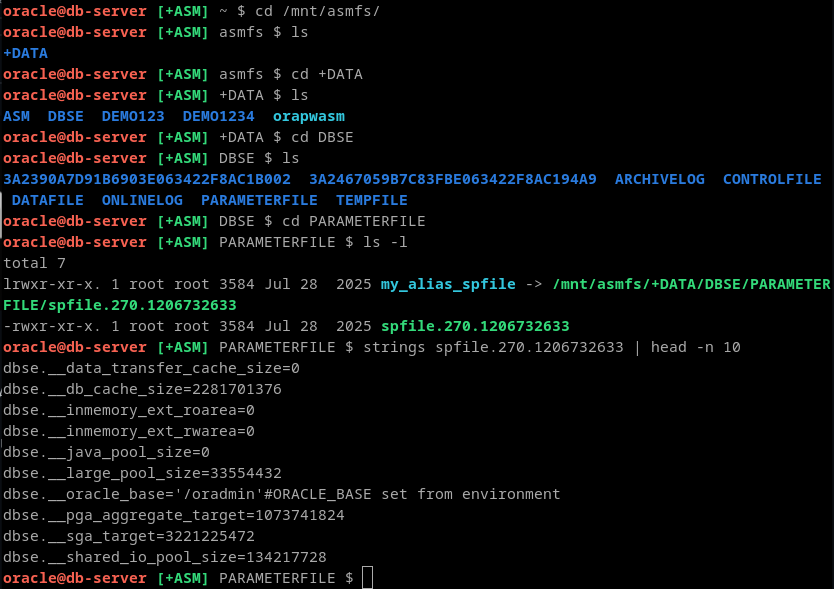 oracle@db-server [+ASM] ~ $ cd /mnt/asmfs/
oracle@db-server [+ASM] asmfs $ ls
+DATA
oracle@db-server [+ASM] asmfs $ cd +DATA
oracle@db-server [+ASM] +DATA $ ls
ASM  DBSE  DEMO123  DEMO1234  orapwasm
oracle@db-server [+ASM] +DATA $ cd DBSE
oracle@db-server [+ASM] DBSE $ ls
3A2390A7D91B6903E063422F8AC1B002  3A2467059B7C83FBE063422F8AC194A9  ARCHIVELOG  CONTROLFILE
 DATAFILE  ONLINELOG  PARAMETERFILE  TEMPFILE
oracle@db-server [+ASM] DBSE $ cd PARAMETERFILE
oracle@db-server [+ASM] PARAMETERFILE $ ls -l
total 7
lrwxr-xr-x. 1 root root 3584 Jul 28  2025 my_alias_spfile -> /mnt/asmfs/+DATA/DBSE/PARAMETER
FILE/spfile.270.1206732633
-rwxr-xr-x. 1 root root 3584 Jul 28  2025 spfile.270.1206732633
oracle@db-server [+ASM] PARAMETERFILE $ strings spfile.270.1206732633 | head -n 10
dbse.__data_transfer_cache_size=0
dbse.__db_cache_size=2281701376
dbse.__inmemory_ext_roarea=0
dbse.__inmemory_ext_rwarea=0
dbse.__java_pool_size=0
dbse.__large_pool_size=33554432
dbse.__oracle_base='/oradmin'#ORACLE_BASE set from environment
dbse.__pga_aggregate_target=1073741824
dbse.__sga_target=3221225472
dbse.__shared_io_pool_size=134217728
oracle@db-server [+ASM] PARAMETERFILE $